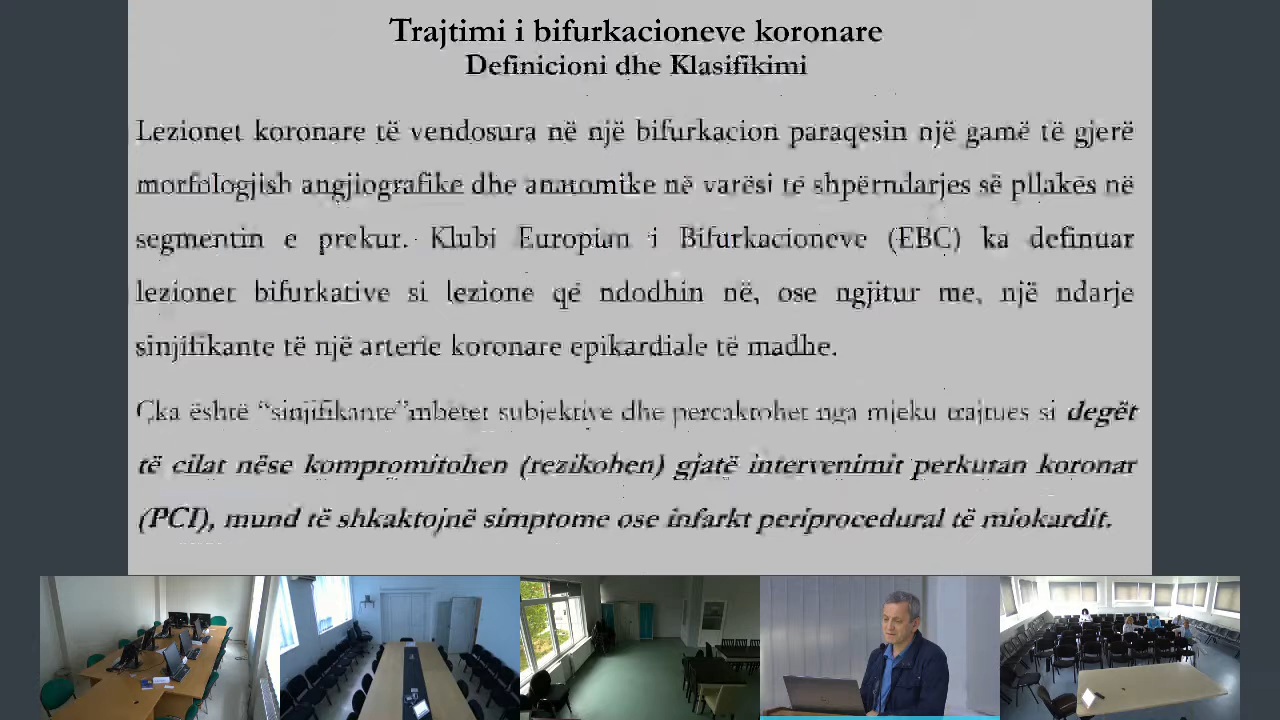 Trajtimi i bifurkacioneve koronare
Definicioni dhe Klasifikimi
Lezionet koronare të vendosura në një bifurkacion paraqesin një gamë të gjerë
morfologjish angjiografike dhe anatomike në varësi të shpërndarjes së pllakës në
segmentin e prekur. Klubi Europian i Bifurkacioneve (EBC) ka definuar
lezionet bifurkative si lezione që ndodhin në, ose ngjitur me, një ndarje
sinjifikante të një arterie koronare epikardiale të madhe.
Çka është “sinjifikante”mbetet subjektive dhe percaktohet nga mjeku trajtues si degët
të cilat nëse kompromitohen (rezikohen) gjatë intervenimit perkutan koronar
(PCI), mund të shkaktojnë simptome ose infarkt periprocedural të miokardit.